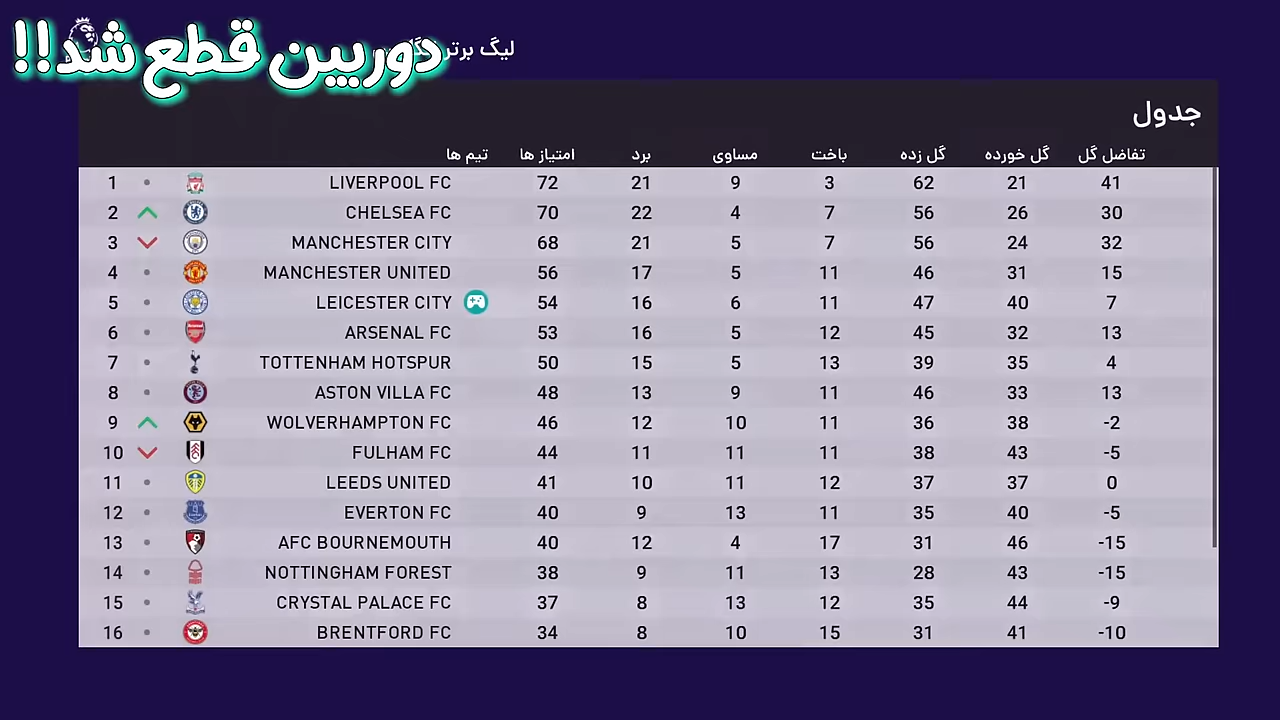 دوربین قطع شد!!
لیگ برتر
جدول
تیم ها امتیاز ها برد مساوی باخت گل زده گل خورده تفاضل گل
1 LIVERPOOL FC 72 21 9 3 62 21 41
2 CHELSEA FC 70 22 4 7 56 26 30
3 MANCHESTER CITY 68 21 5 7 56 24 32
4 MANCHESTER UNITED 56 17 5 11 46 31 15
5 LEICESTER CITY 54 16 6 11 47 40 7
6 ARSENAL FC 53 16 5 12 45 32 13
7 TOTTENHAM HOTSPUR 50 15 5 13 39 35 4
8 ASTON VILLA FC 48 13 9 11 46 33 13
9 WOLVERHAMPTON FC 46 12 10 11 36 38 -2
10 FULHAM FC 44 11 11 11 38 43 -5
11 LEEDS UNITED 41 10 11 12 37 37 0
12 EVERTON FC 40 9 13 11 35 40 -5
13 AFC BOURNEMOUTH 40 12 4 17 31 46 -15
14 NOTTINGHAM FOREST 38 9 11 13 28 43 -15
15 CRYSTAL PALACE FC 37 8 13 12 35 44 -9
16 BRENTFORD FC 34 8 10 15 31 41 -10